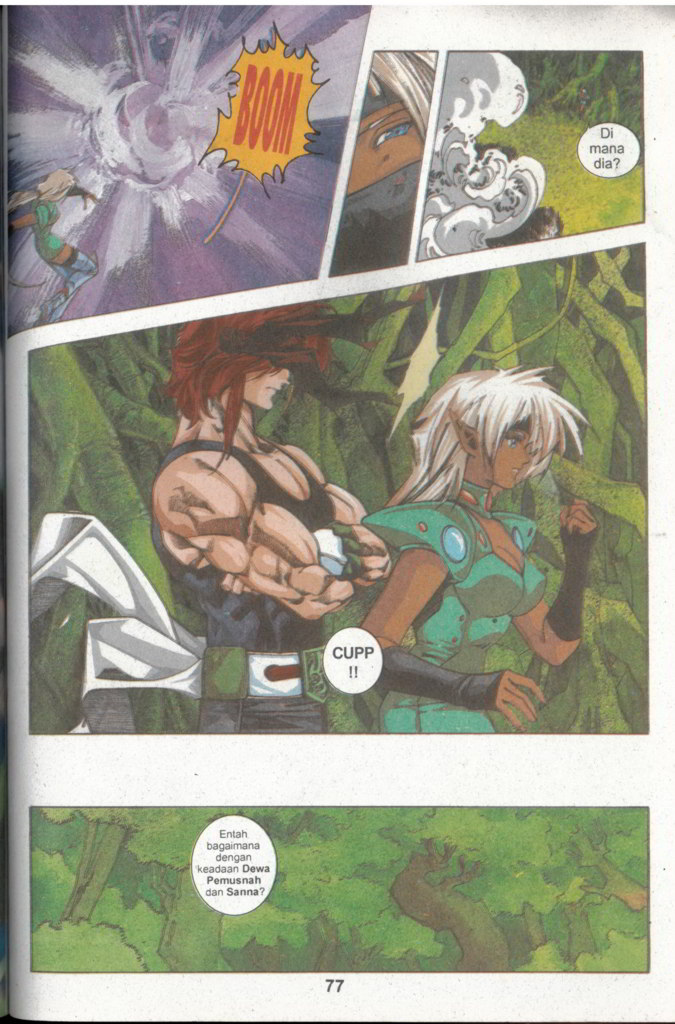 BOOM
Di
mana
dia?
CUPP
!!
Entah
bagaimana
dengan
keadaan Dewa
Pemusnah
dan Sanna?
77